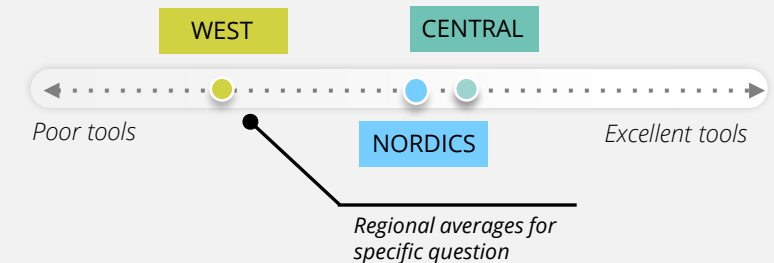 WEST
CENTRAL
Poor tools
NORDICS
Excellent tools
Regional averages for
specific question